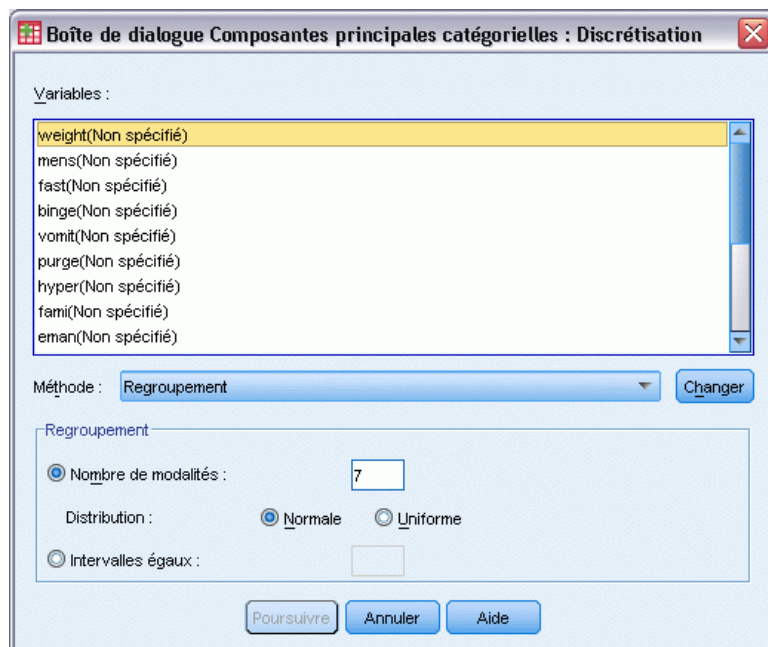 Boîte de dialogue Composantes principales catégorielles : Discrétisation
Variables :
weight(Non spécifié)
mens(Non spécifié)
fast(Non spécifié)
binge(Non spécifié)
vomit(Non spécifié)
purge(Non spécifié)
hyper(Non spécifié)
fami(Non spécifié)
eman(Non spécifié)
Méthode : Regroupement Changer
Regroupement
Nombre de modalités : 7
Distribution : Normale Uniforme
Intervalles égaux :
Poursuivre Annuler Aide